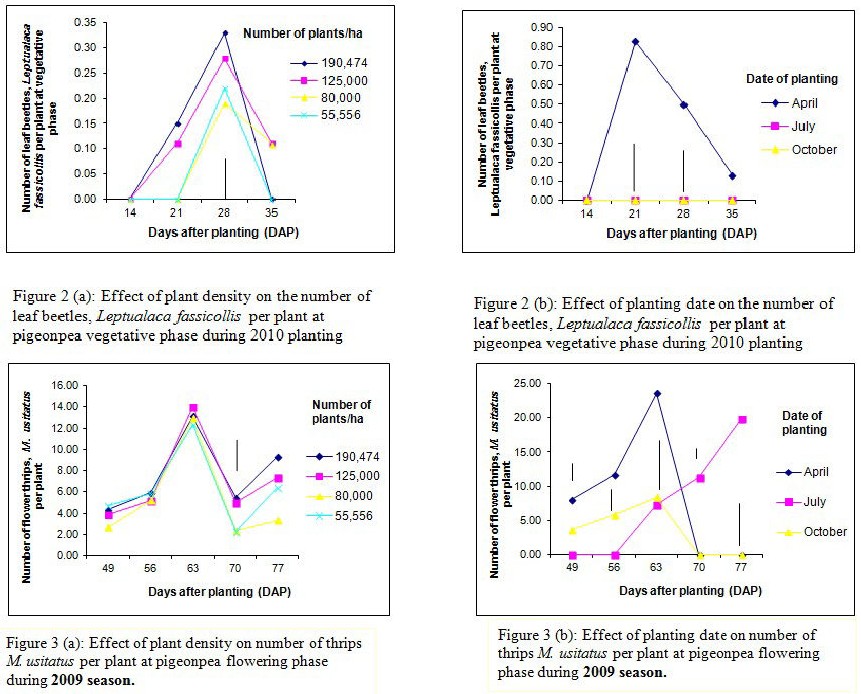 Number of leaf beetles, Leptualaca
fassicollis per plant at vegetative
phase
0.35
0.30
0.25
0.20
0.15
0.10
0.05
0.00
14 21 28 35
Days after planting (DAP)
Number of plants/ha
190,474
125,000
80,000
55,556
Figure 2 (a): Effect of plant density on the number of
leaf beetles, Leptualaca fassicollis per plant at
pigeonpea vegetative phase during 2010 planting
Number of leaf beetles,
Leptualaca fassicollis per plant at
vegetative phase
0.90
0.80
0.70
0.60
0.50
0.40
0.30
0.20
0.10
0.00
14 21 28 35
Days after planting (DAP)
Date of planting
April
July
October
Figure 2 (b): Effect of planting date on the number of
leaf beetles, Leptualaca fassicollis per plant at
pigeonpea vegetative phase during 2010 planting
Number of flower thrips, M. usitatus
per plant
16.00
14.00
12.00
10.00
8.00
6.00
4.00
2.00
0.00
49 56 63 70 77
Days after planting (DAP)
Number of
plants/ha
190,474
125,000
80,000
55,556
Figure 3 (a): Effect of plant density on number of thrips
M. usitatus per plant at pigeonpea flowering phase
during 2009 season.
Number of flower thrips, M. usitatus
per plant
25.00
20.00
15.00
10.00
5.00
0.00
49 56 63 70 77
Days after planting (DAP)
Date of
planting
April
July
October
Figure 3 (b): Effect of planting date on number of
thrips M. usitatus per plant at pigeonpea flowering
phase during 2009 season.